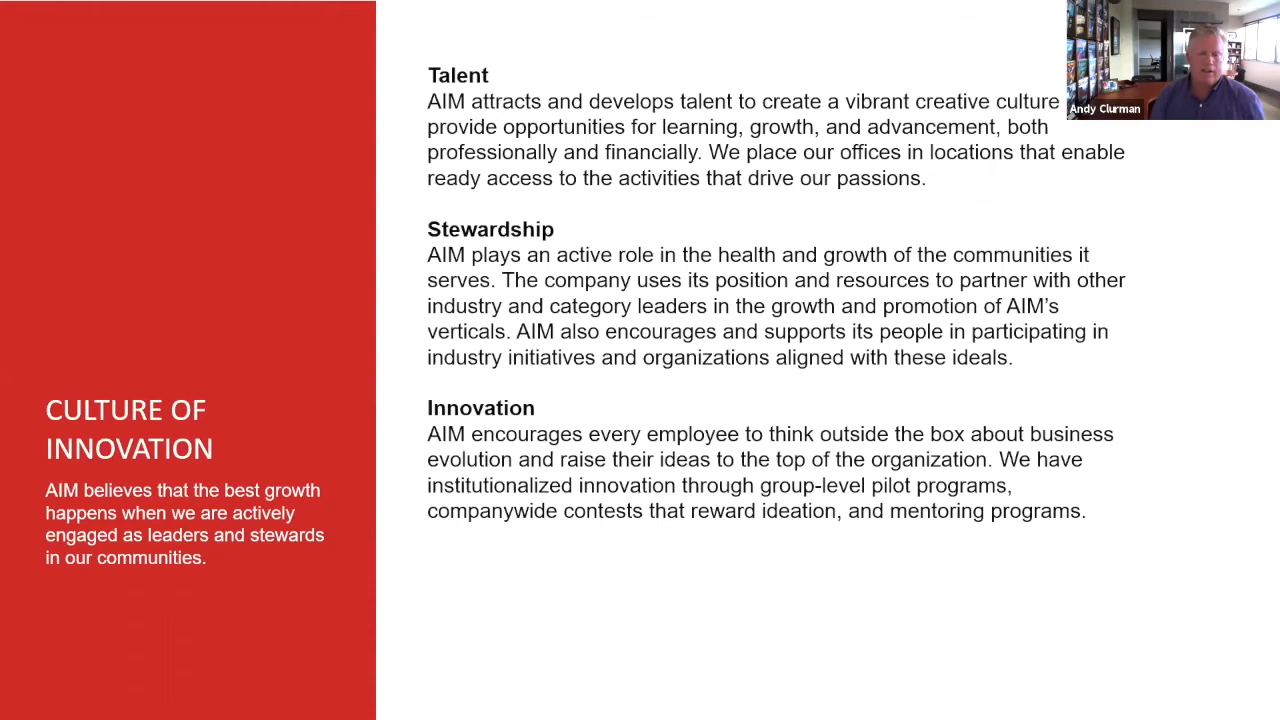 CULTURE OF
INNOVATION
AIM believes that the best growth
happens when we are actively
engaged as leaders and stewards
in our communities.
Talent
AIM attracts and develops talent to create a vibrant creative culture
provide opportunities for learning, growth, and advancement, both
professionally and financially. We place our offices in locations that enable
ready access to the activities that drive our passions.
Stewardship
AIM plays an active role in the health and growth of the communities it
serves. The company uses its position and resources to partner with other
industry and category leaders in the growth and promotion of AIM's
verticals. AIM also encourages and supports its people in participating in
industry initiatives and organizations aligned with these ideals.
Innovation
AIM encourages every employee to think outside the box about business
evolution and raise their ideas to the top of the organization. We have
institutionalized innovation through group-level pilot programs,
companywide contests that reward ideation, and mentoring programs.
Andy Clurman